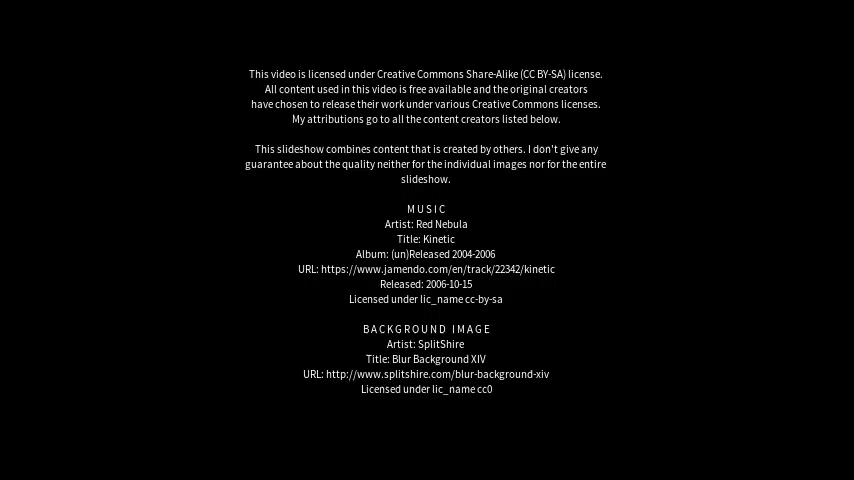 This video is licensed under Creative Commons Share-Alike (CC BY-SA) license.
All content used in this video is free available and the original creators
have chosen to release their work under various Creative Commons licenses.
My attributions go to all the content creators listed below.
This slideshow combines content that is created by others. I don't give any
guarantee about the quality neither for the individual images nor for the entire
slideshow.
MUSIC
Artist: Red Nebula
Title: Kinetic
Album: (un)Released 2004-2006
URL: https://www.jamendo.com/en/track/22342/kinetic
Released: 2006-10-15
Licensed under lic_name cc-by-sa
BACKGROUND IMAGE
Artist: SplitShire
Title: Blur Background XIV
URL: http://www.splitshire.com/blur-background-xiv
Licensed under lic_name cc0